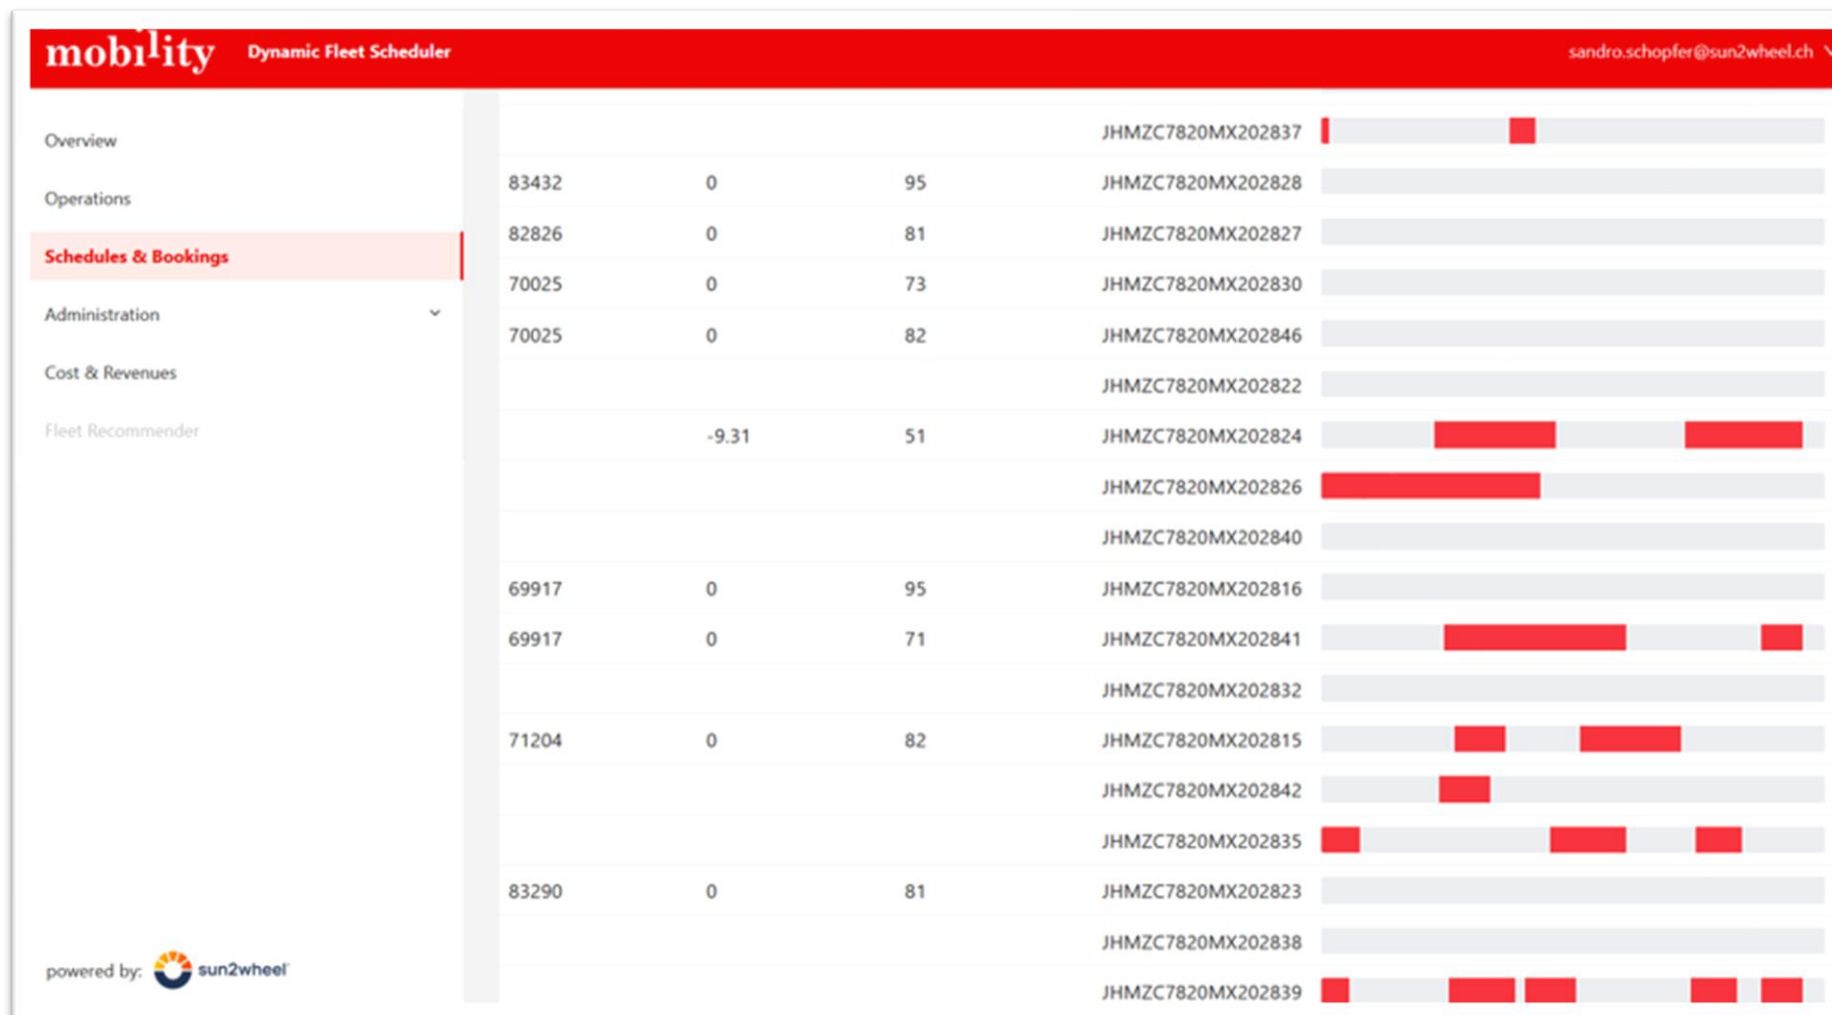 mobility Dynamic Fleet Scheduler sandro.schopfer@sun2wheel.ch
Overview
Operations
Schedules & Bookings
Administration
Cost & Revenues
Fleet Recommender
powered by: sun2wheel
JHMZC7820MX202837
83432 0 95 JHMZC7820MX202828
82826 0 81 JHMZC7820MX202827
70025 0 73 JHMZC7820MX202830
70025 0 82 JHMZC7820MX202846
JHMZC7820MX202822
-9.31 51 JHMZC7820MX202824
JHMZC7820MX202826
JHMZC7820MX202840
69917 0 95 JHMZC7820MX202816
69917 0 71 JHMZC7820MX202841
JHMZC7820MX202832
71204 0 82 JHMZC7820MX202815
JHMZC7820MX202842
JHMZC7820MX202835
83290 0 81 JHMZC7820MX202823
JHMZC7820MX202838
JHMZC7820MX202839